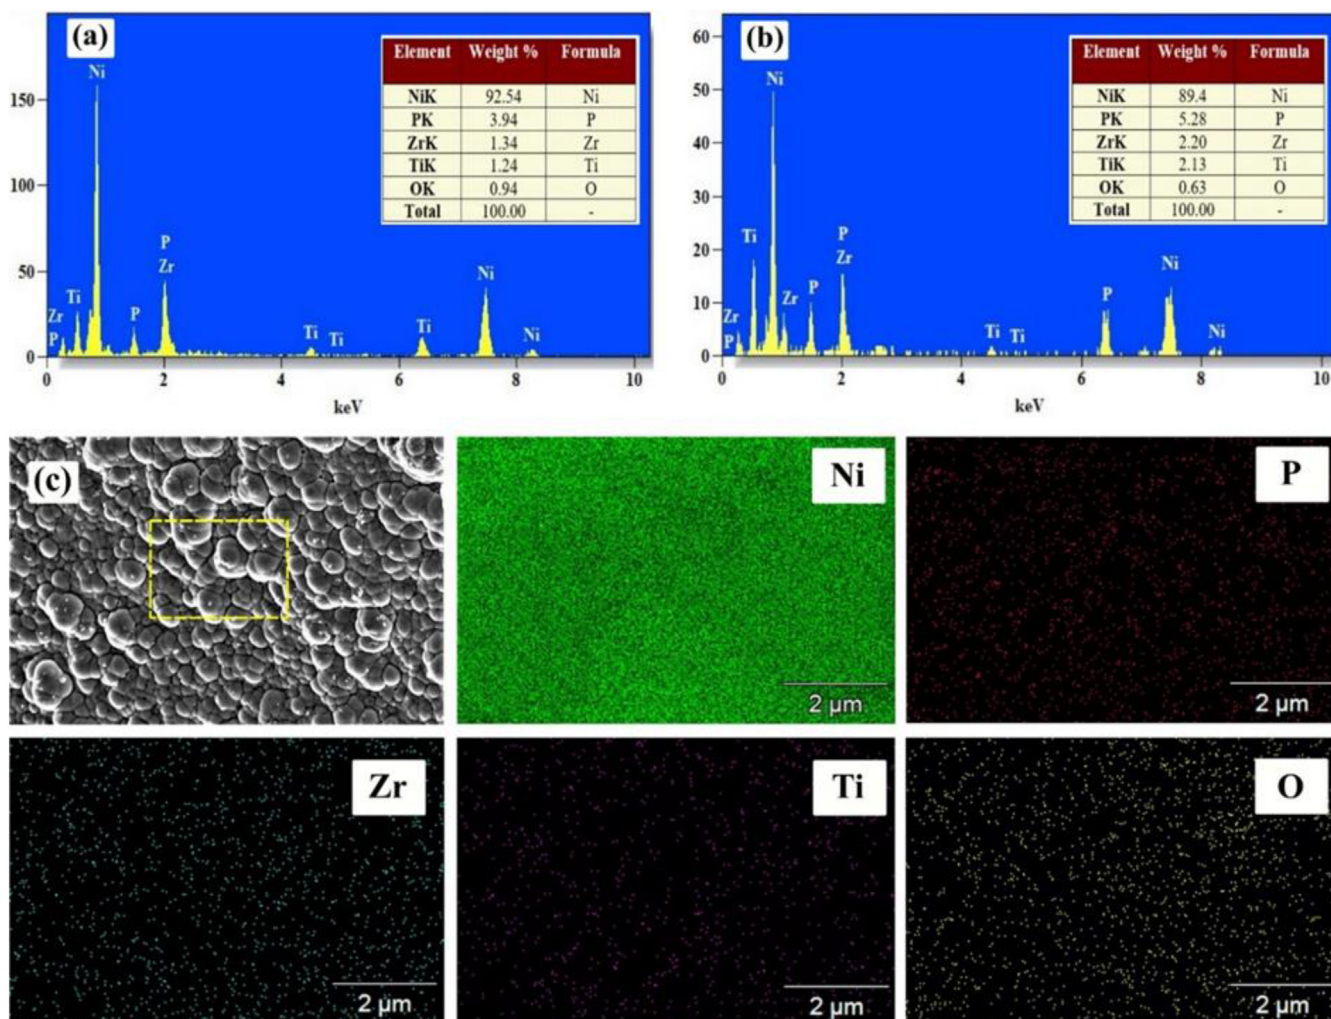 (a)
Element Weight % Formula
NiK 92.54 Ni
PK 3.94 P
ZrK 1.34 Zr
TiK 1.24 Ti
OK 0.94 O
Total 100.00 -
Ni
150
100
50
0
Zr
P
Ti
P
P
Zr
Ti
Ti
Ti
Ni
Ni
0 2 4 6 8 10
keV
(b)
Element Weight % Formula
NiK 89.4 Ni
PK 5.28 P
ZrK 2.20 Zr
TiK 2.13 Ti
OK 0.63 O
Total 100.00 -
60
50
40
30
20
10
0
Ni
Ti
Zr
P
Zr
P
P
Zr
Ti
Ti
P
Ni
Ni
0 2 4 6 8 10
keV
(c)
Ni
2 μm
P
2 μm
Zr
2 μm
Ti
2 μm
O
2 μm